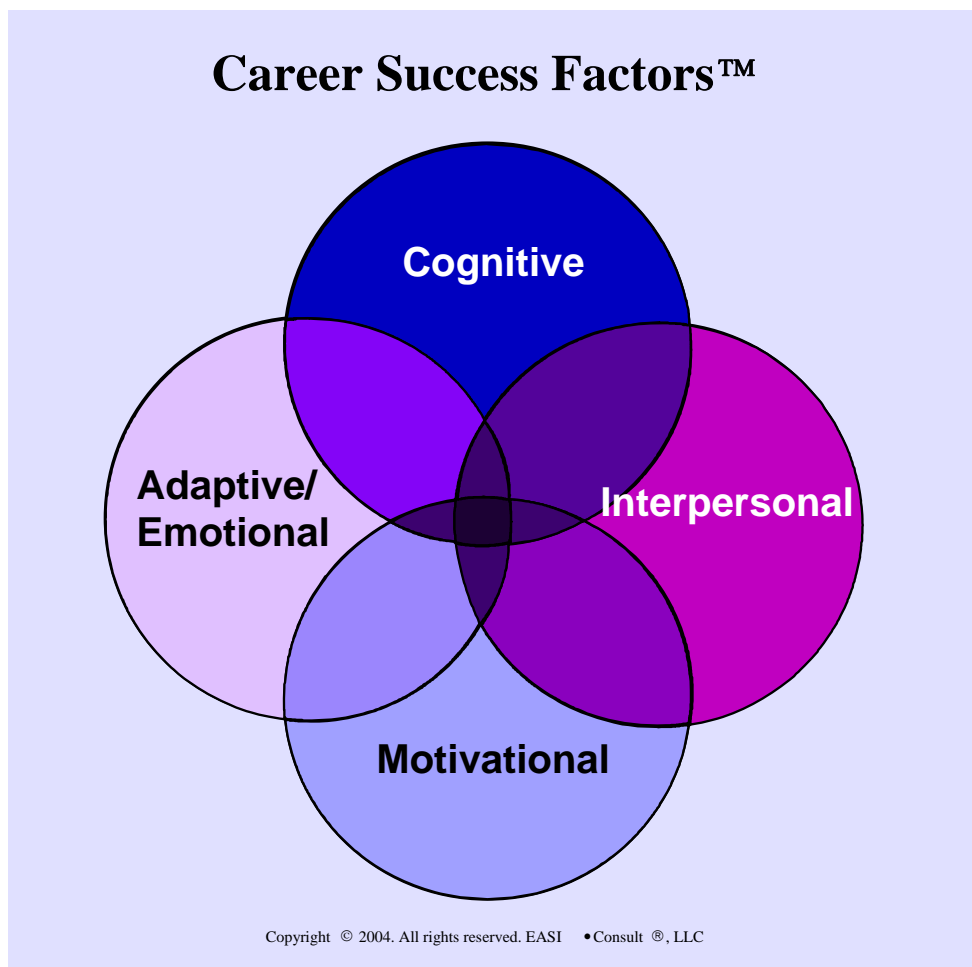 Career Success Factors™
Cognitive
Adaptive/
Emotional
Interpersonal
Motivational
Copyright © 2004. All rights reserved. EASI •Consult ®, LLC